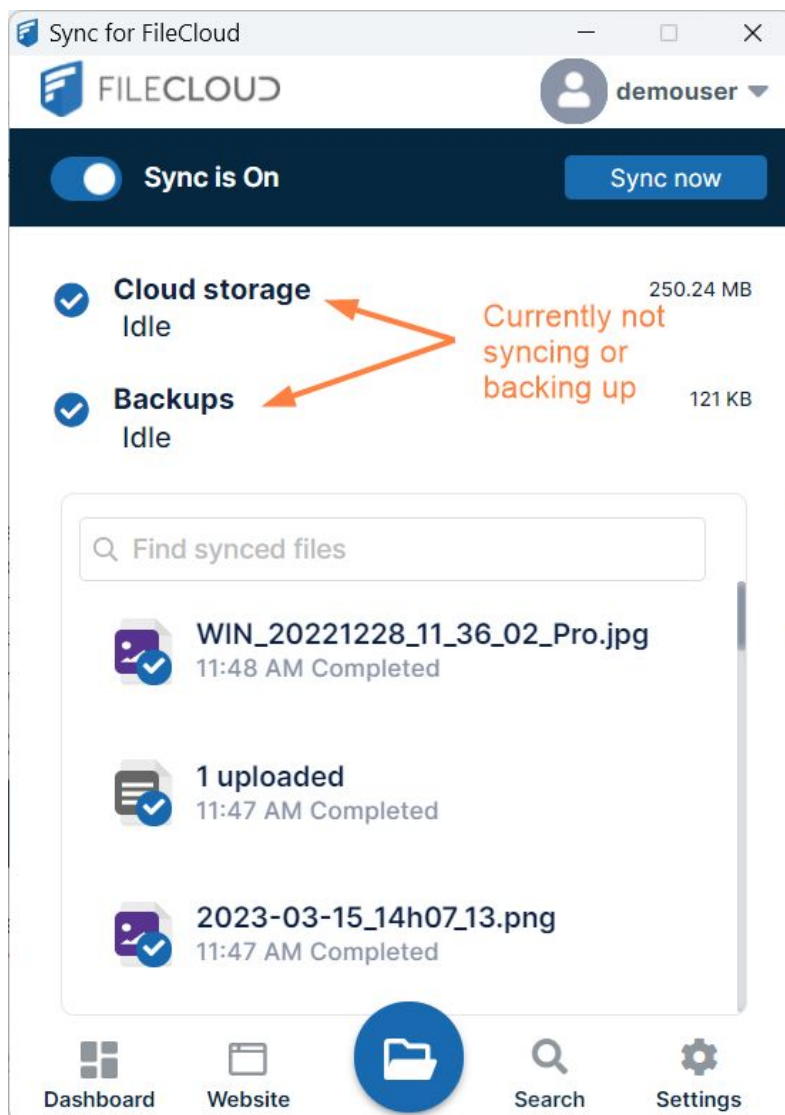 Sync for FileCloud
FILECLOUD
demouser
Sync is On
Sync now
Cloud storage
250.24 MB
Idle
Currently not
syncing or
backing up
Backups
121 KB
Idle
Find synced files
WIN_20221228_11_36_02_Pro.jpg
11:48 AM Completed
1 uploaded
11:47 AM Completed
2023-03-15_14h07_13.png
11:47 AM Completed
Dashboard
Website
Search
Settings